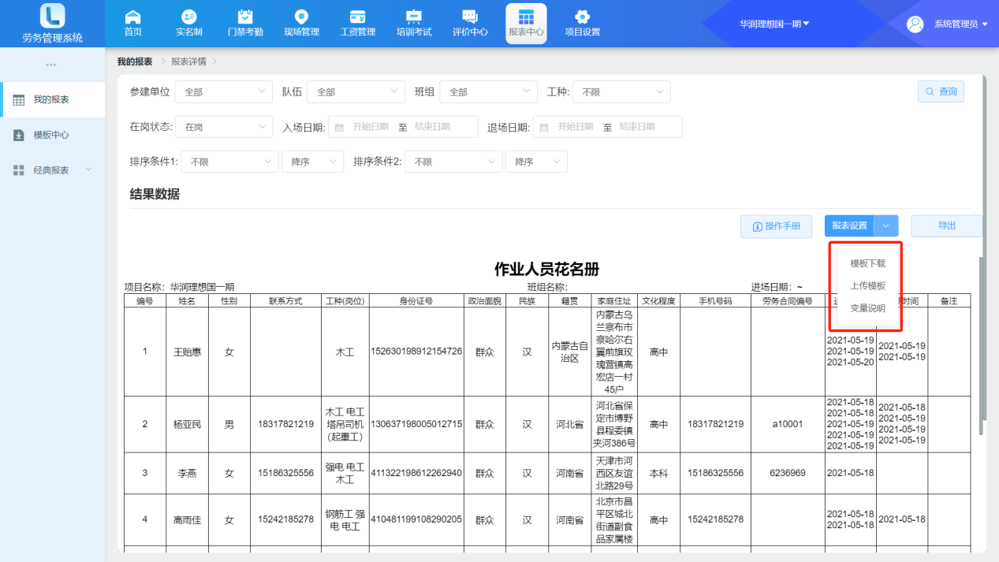 劳务管理系统
首页
实名制
门禁考勤
现场管理
工资管理
培训考试
评价中心
报表中心
项目设置
华润理想国一期
系统管理员
我的报表
模板中心
经典报表
我的报表 报表详情
参建单位 全部 队伍 全部 班组 全部 工种: 不限 查询
在岗状态: 在岗 入场日期: 开始日期 至 结束日期 退场日期: 开始日期 至 结束日期
排序条件1: 不限 降序 排序条件2: 不限 降序
结果数据
操作手册 报表设置 导出
模板下载
上传模板
变量说明
作业人员花名册
项目名称: 华润理想国一期 班组名称: 进场日期: ~
编号 姓名 性别 联系方式 工种(岗位) 身份证号 政治面貌 民族 籍贯 家庭住址 文化程度 手机号码 劳务合同编号 时间 备注
1 王贻惠 女 木工 152630198912154726 群众 汉 内蒙古自治区 内蒙古乌兰察布市察哈尔右翼前旗玫瑰营镇高宏店一村45户 高中 2021-05-19 2021-05-19 2021-05-20 2021-05-19 2021-05-19
2 杨亚民 男 18317821219 木工 电工 塔吊司机(起重工) 130637198005012715 群众 汉 河北省 河北省保定市博野县程委镇夹河386号 高中 18317821219 a10001 2021-05-18 2021-05-18 2021-05-19 2021-05-19 2021-05-19 2021-05-18 2021-05-19 2021-05-19 2021-05-19
3 李燕 女 15186325556 强电 电工 木工 411322198612262940 群众 汉 河南省 天津市河西区友谊北路29号 本科 15186325556 6236969 2021-05-18
4 高雨佳 女 15242185278 钢筋工 强电 电工 410481199108290205 群众 汉 河南省 北京市昌平区城北街道副食品家属楼 高中 15242185278 2021-05-18 2021-05-18 2021-05-18